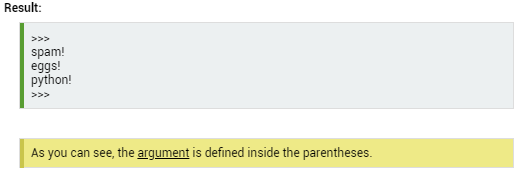 Result:
>>>
spam!
eggs!
python!
>>>
As you can see, the argument is defined inside the parentheses.